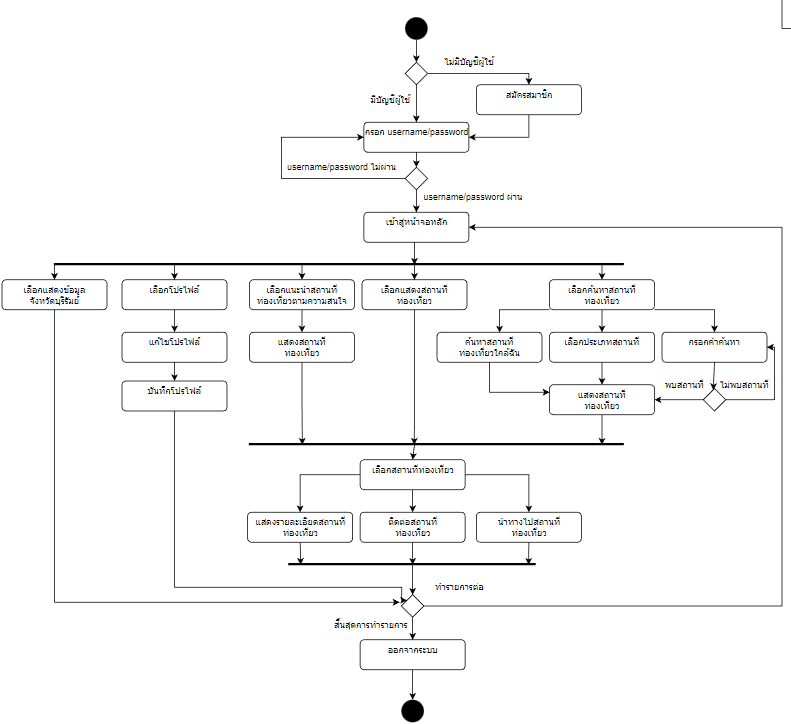 ไม่มีบัญชีผู้ใช้
สมัครสมาชิก
มีบัญชีผู้ใช้
กรอก username/password
username/password ไม่ผ่าน
username/password ผ่าน
เข้าสู่หน้าจอหลัก
เลือกแสดงข้อมูล
จังหวัดบุรีรัมย์
เลือกโปรไฟล์
เลือกแนะนำสถานที่
ท่องเที่ยวตามความสนใจ
เลือกแสดงสถานที่
ท่องเที่ยว
เลือกค้นหาสถานที่
ท่องเที่ยว
แก้ไขโปรไฟล์
แสดงสถานที่
ท่องเที่ยว
ค้นหาสถานที่
ท่องเที่ยวใกล้ฉัน
เลือกประเภทสถานที่
กรอกคำค้นหา
บันทึกโปรไฟล์
แสดงสถานที่
ท่องเที่ยว
พบสถานที่
ไม่พบสถานที่
เลือกสถานที่ท่องเที่ยว
แสดงรายละเอียดสถานที่
ท่องเที่ยว
ติดต่อสถานที่
ท่องเที่ยว
นำทางไปสถานที่
ท่องเที่ยว
ทำรายการต่อ
สิ้นสุดการทำรายการ
ออกจากระบบ